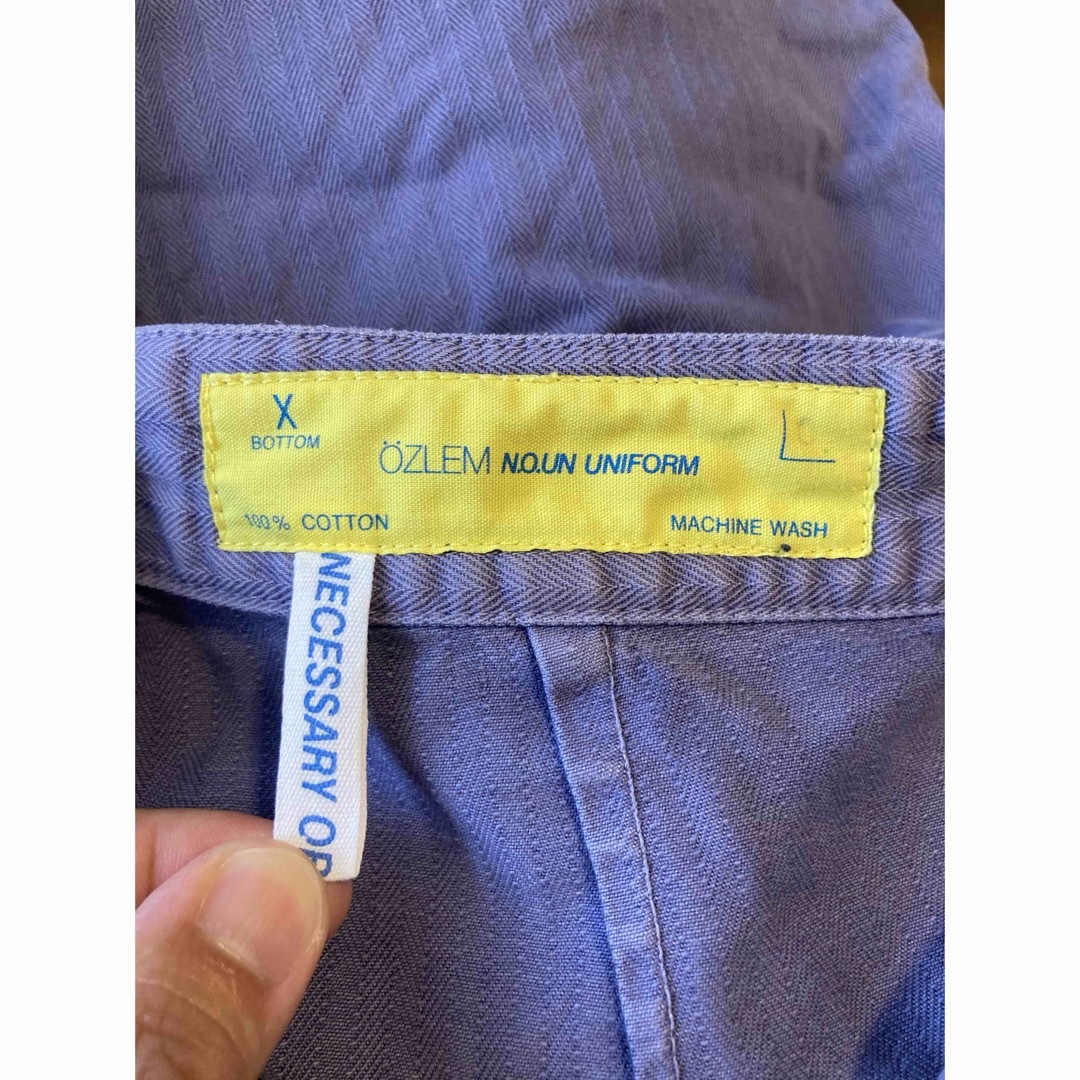 X
BOTTOM
ÖZLEM N.O.UN UNIFORM
L
100% COTTON
MACHINE WASH
NECESSARY OR